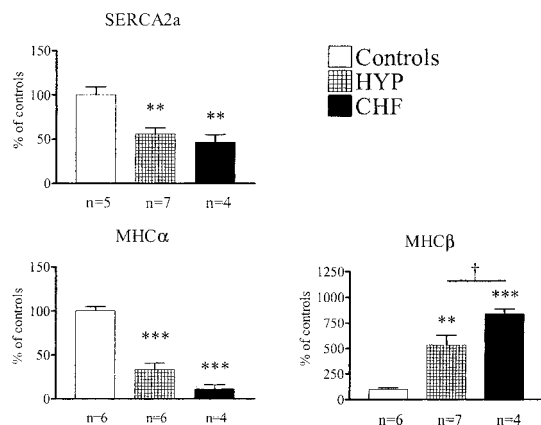 SERCA2a
% of controls
150
100
50
0
** **
n=5 n=7 n=4
Controls
HYP
CHF
MHCα
% of controls
150
100
50
0
*** ***
n=6 n=6 n=4
MHCβ
% of controls
1250
1000
750
500
250
0
†
** ***
n=6 n=7 n=4